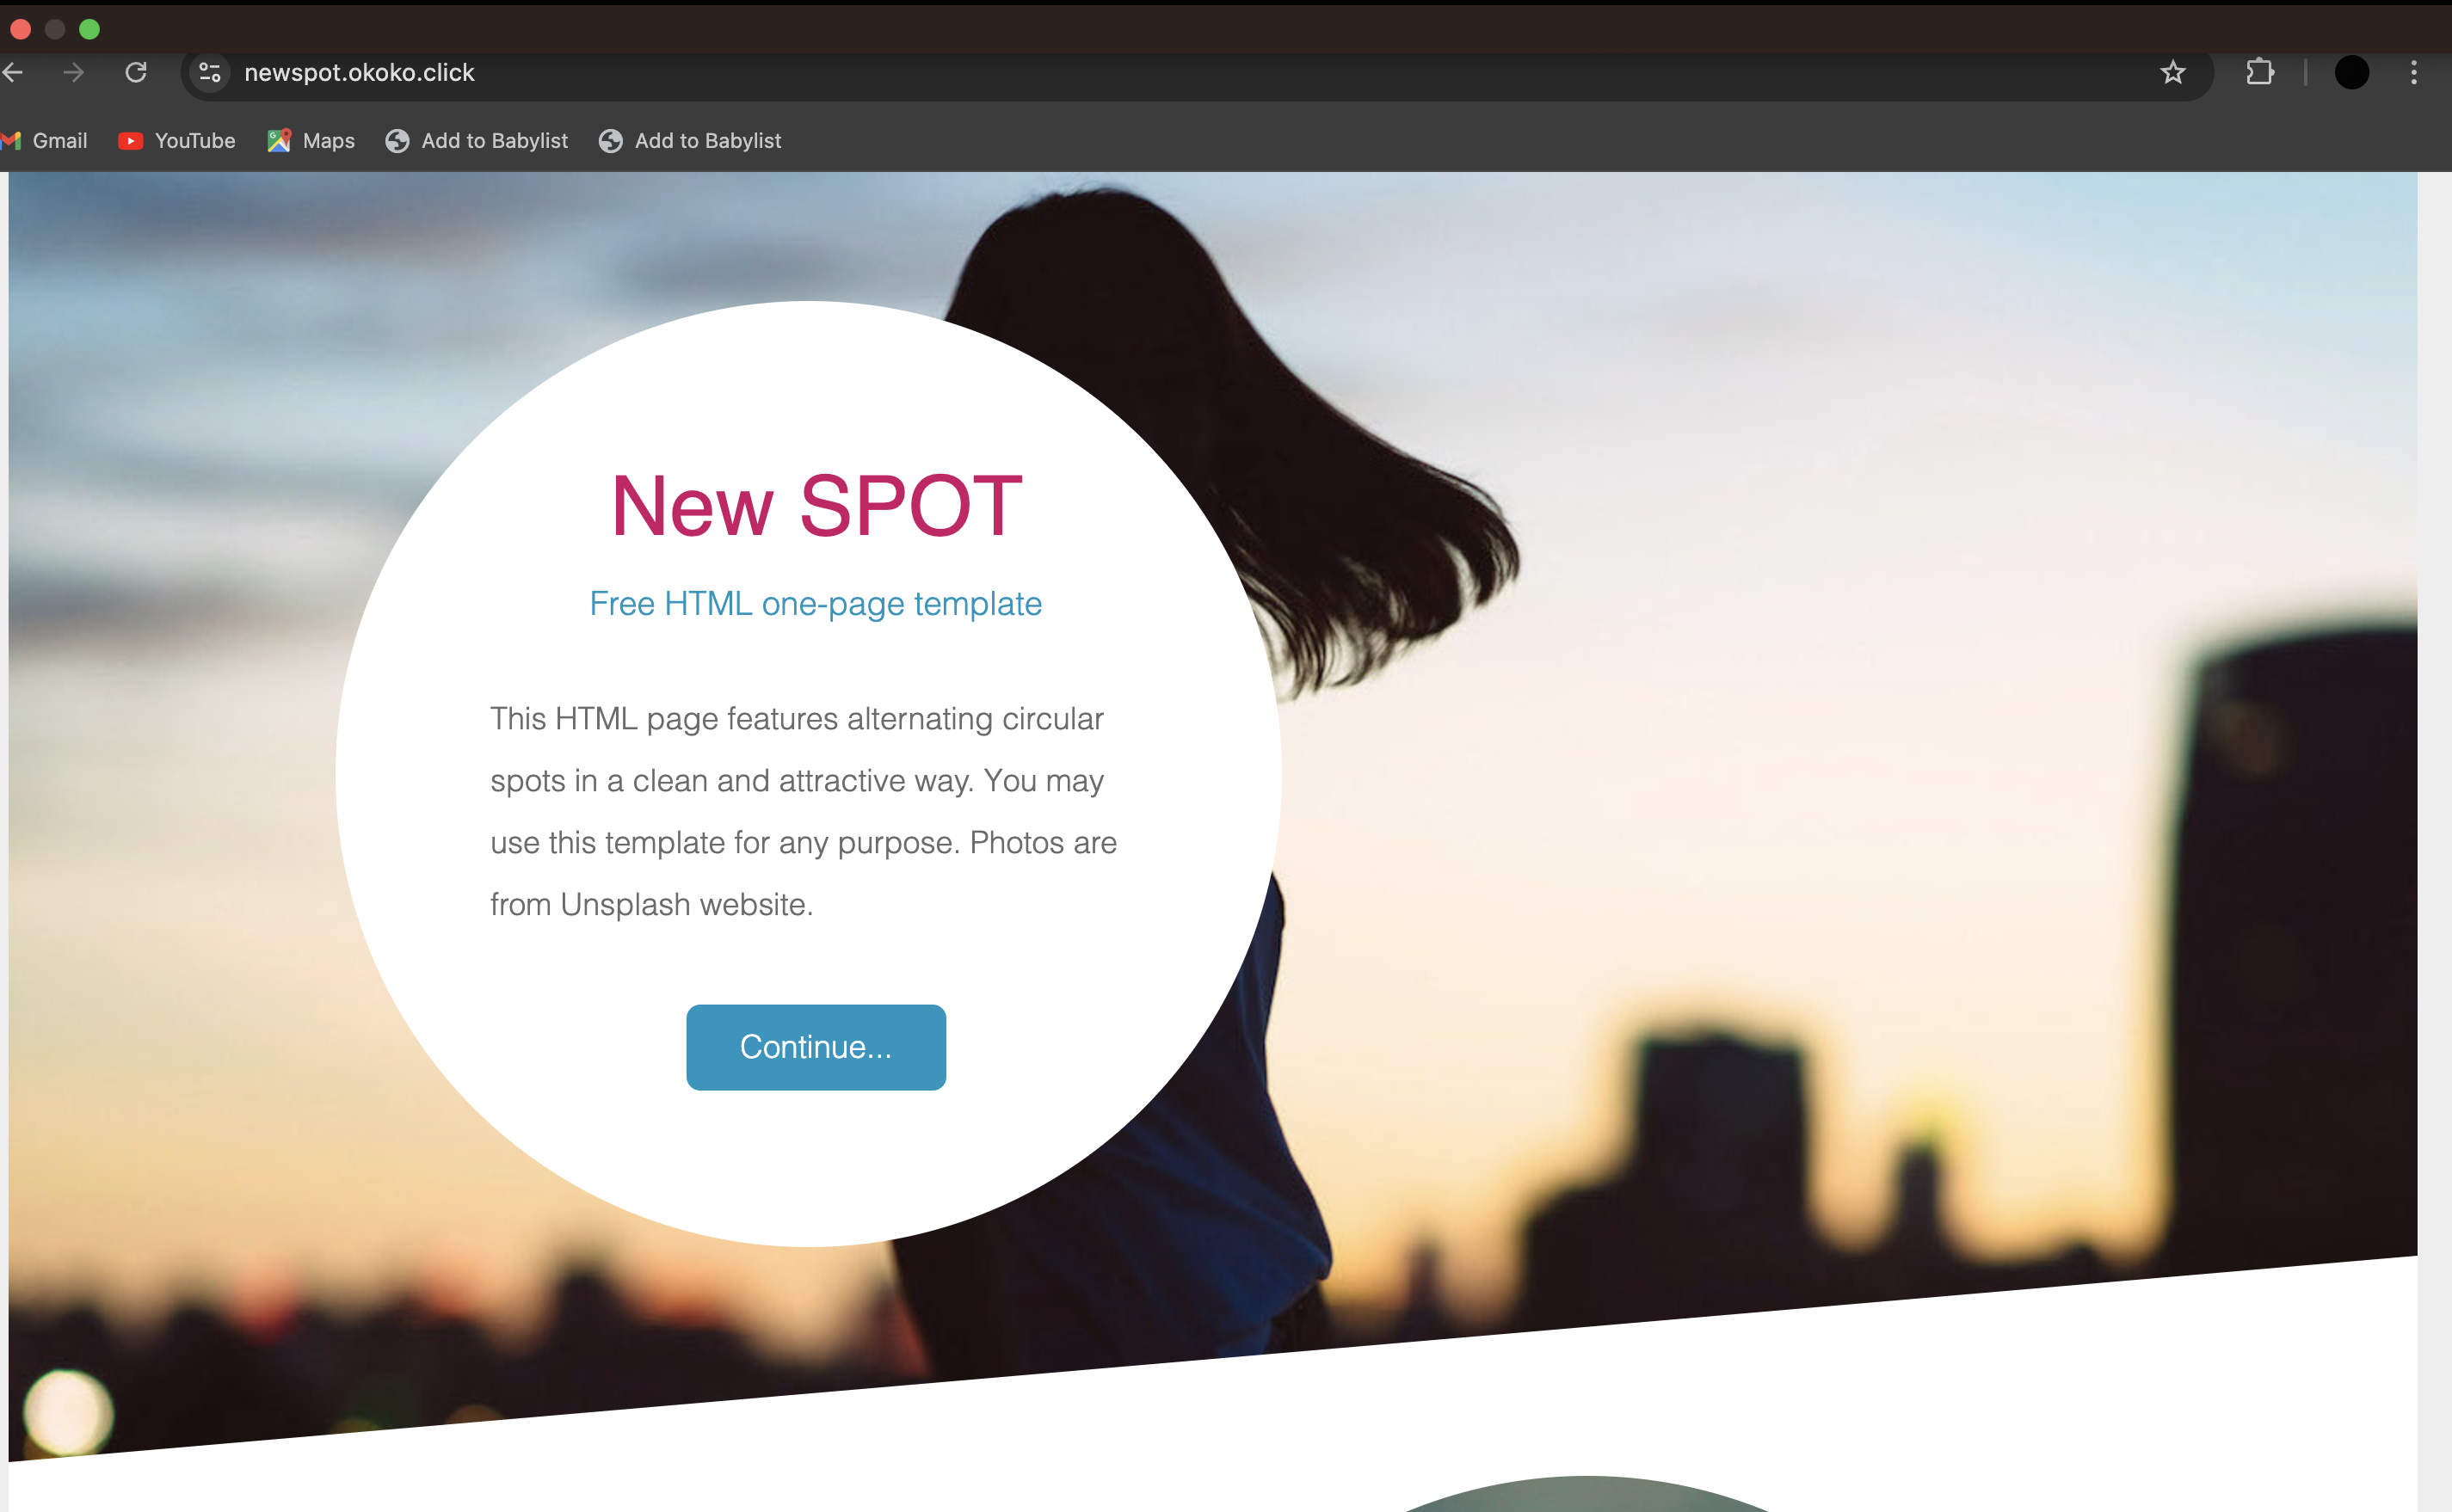 newspot.okoko.click
Gmail YouTube Maps Add to Babylist Add to Babylist
New SPOT
Free HTML one-page template
This HTML page features alternating circular
spots in a clean and attractive way. You may
use this template for any purpose. Photos are
from Unsplash website.
Continue...